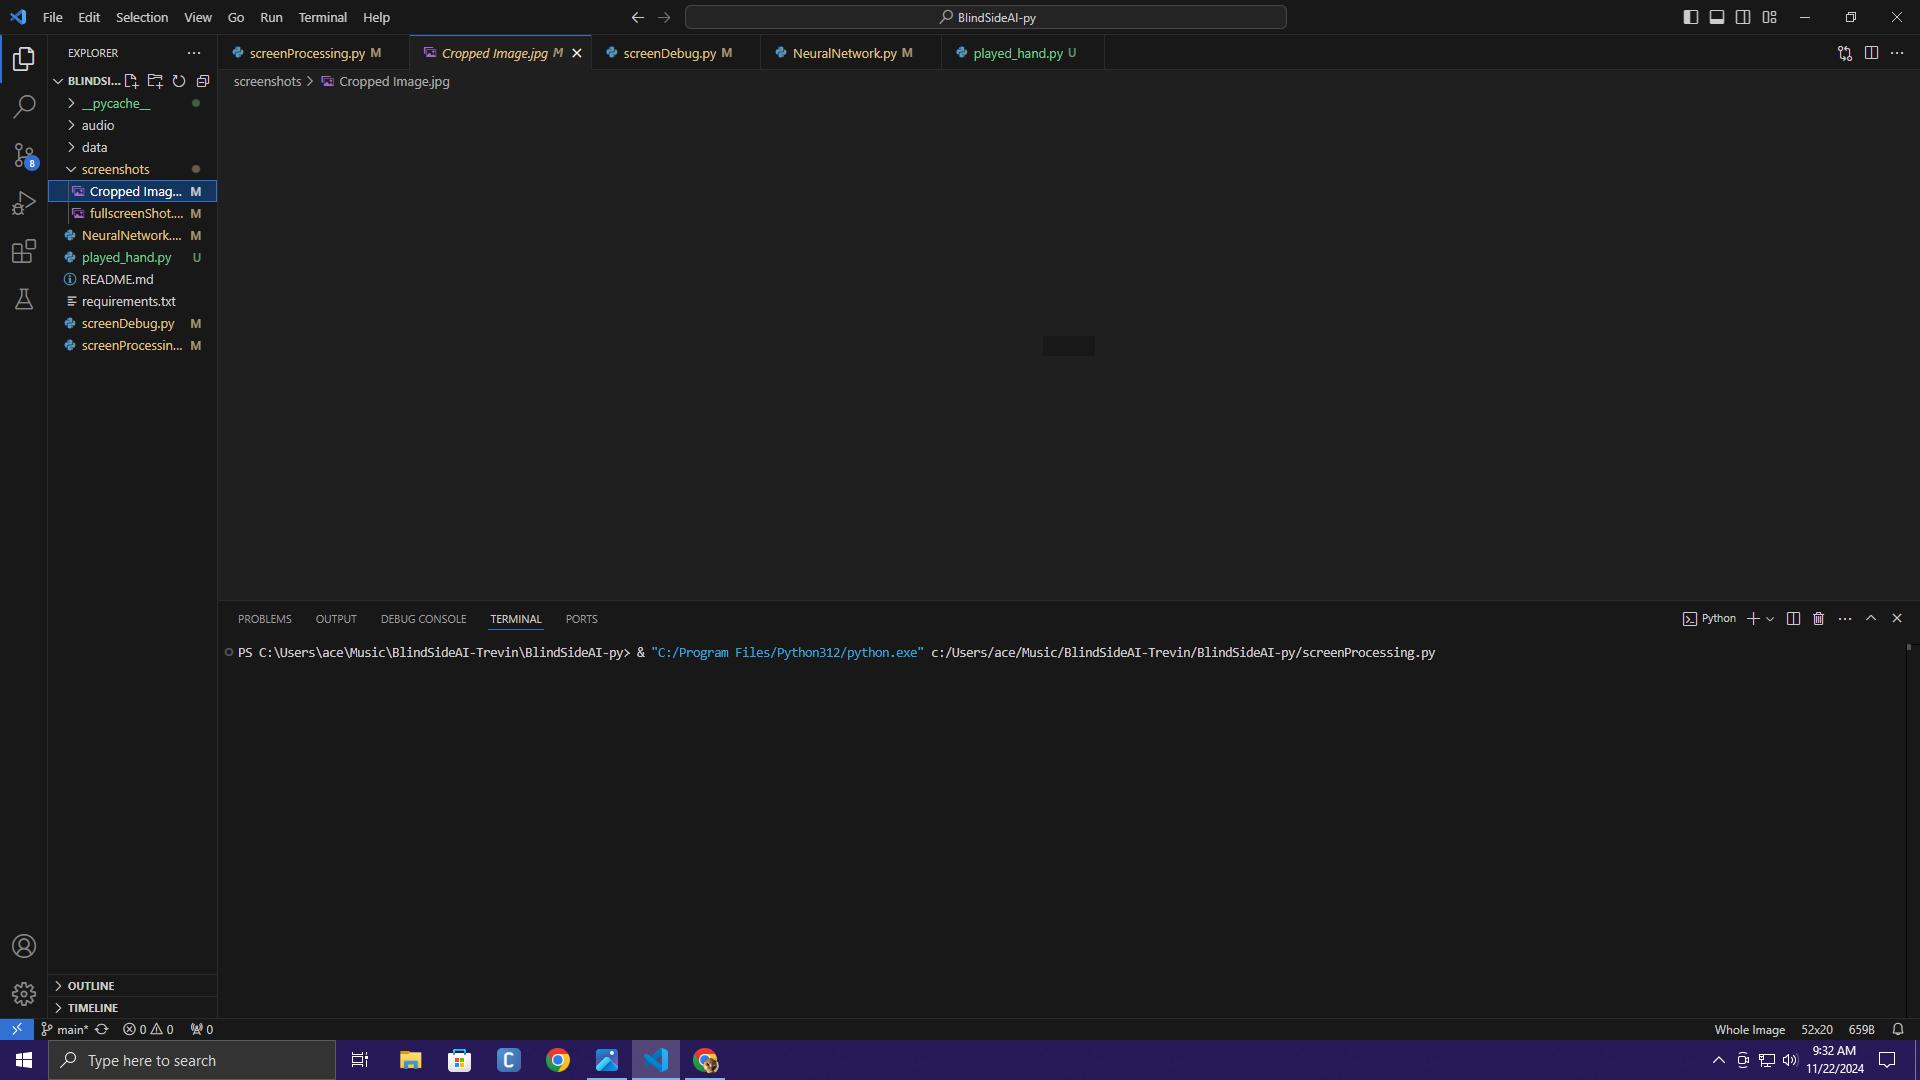 File Edit Selection View Go Run Terminal Help
BlindSideAI-py
EXPLORER
screenProcessing.py M
Cropped Image.jpg M
screenDebug.py M
NeuralNetwork.py M
played_hand.py U
BLINDSI...
screenshots > Cropped Image.jpg
__pycache__
audio
data
screenshots
Cropped Imag... M
fullscreenShot.... M
NeuralNetwork.... M
played_hand.py U
README.md
requirements.txt
screenDebug.py M
screenProcessin... M
PROBLEMS OUTPUT DEBUG CONSOLE TERMINAL PORTS
Python
PS C:\Users\ace\Music\BlindSideAI-Trevin\BlindSideAI-py> & "C:/Program Files/Python312/python.exe" c:/Users/ace/Music/BlindSideAI-Trevin/BlindSideAI-py/screenProcessing.py
OUTLINE
TIMELINE
main* 0 0 0
Whole Image 52x20 659B
8
Type here to search
9:32 AM
11/22/2024